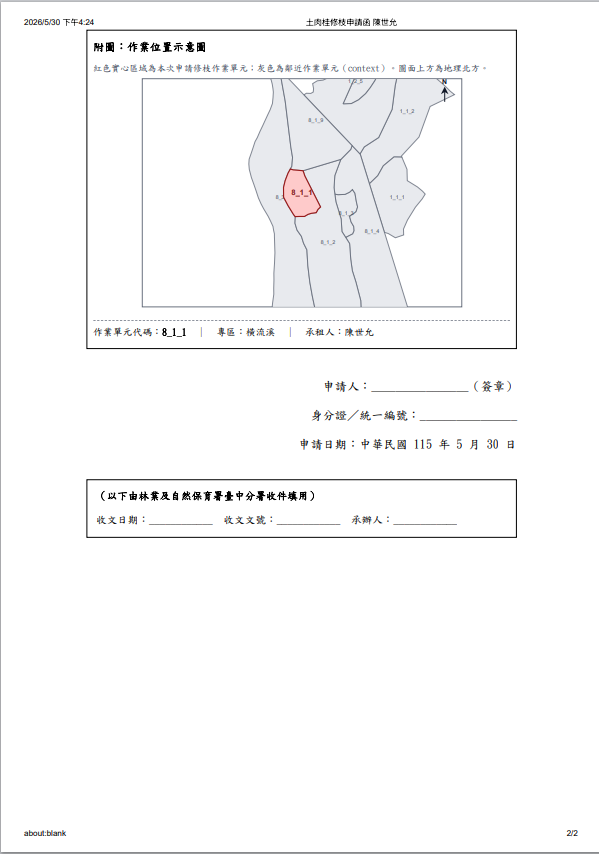 2026/5/30 下午4:24
土肉桂修枝申請函 陳世允
附圖：作業位置示意圖
紅色實心區域為本次申請修枝作業單元；灰色為鄰近作業單元（context）。圖面上方為地理北方。
N
1_1_2
8_1_9
8_1_1
1_1_1
8_1_4
8_1_2
作業單元代碼：8_1_1 ｜ 專區：橫流溪 ｜ 承租人：陳世允
申請人：________________（簽章）
身分證／統一編號：________________
申請日期：中華民國 115 年 5 月 30 日
（以下由林業及自然保育署臺中分署收件填用）
收文日期：____________ 收文文號：____________ 承辦人：____________
about:blank
2/2